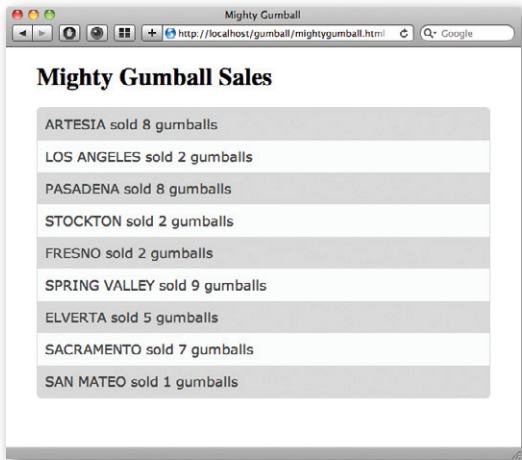 Mighty Gumball
http://localhost/gumball/mightygumball.html
Google
Mighty Gumball Sales
ARTESIA sold 8 gumballs
LOS ANGELES sold 2 gumballs
PASADENA sold 8 gumballs
STOCKTON sold 2 gumballs
FRESNO sold 2 gumballs
SPRING VALLEY sold 9 gumballs
ELVERTA sold 5 gumballs
SACRAMENTO sold 7 gumballs
SAN MATEO sold 1 gumballs